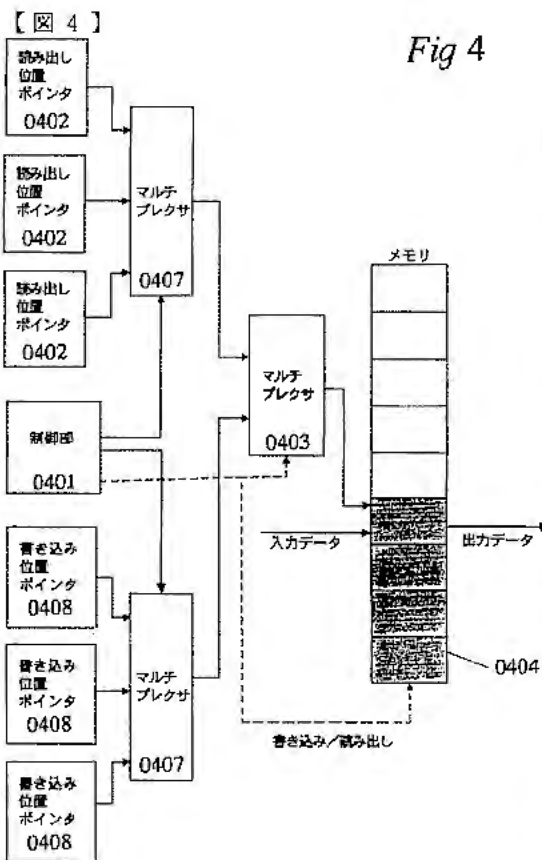 【図 4】
Fig 4
読み出し
位置
ポインタ
0402
読み出し
位置
ポインタ
0402
読み出し
位置
ポインタ
0402
マルチ
プレクサ
0407
制御部
0401
マルチ
プレクサ
0403
メモリ
入力データ
出力データ
0404
書き込み
位置
ポインタ
0408
書き込み
位置
ポインタ
0408
書き込み
位置
ポインタ
0408
マルチ
プレクサ
0407
書き込み/読み出し